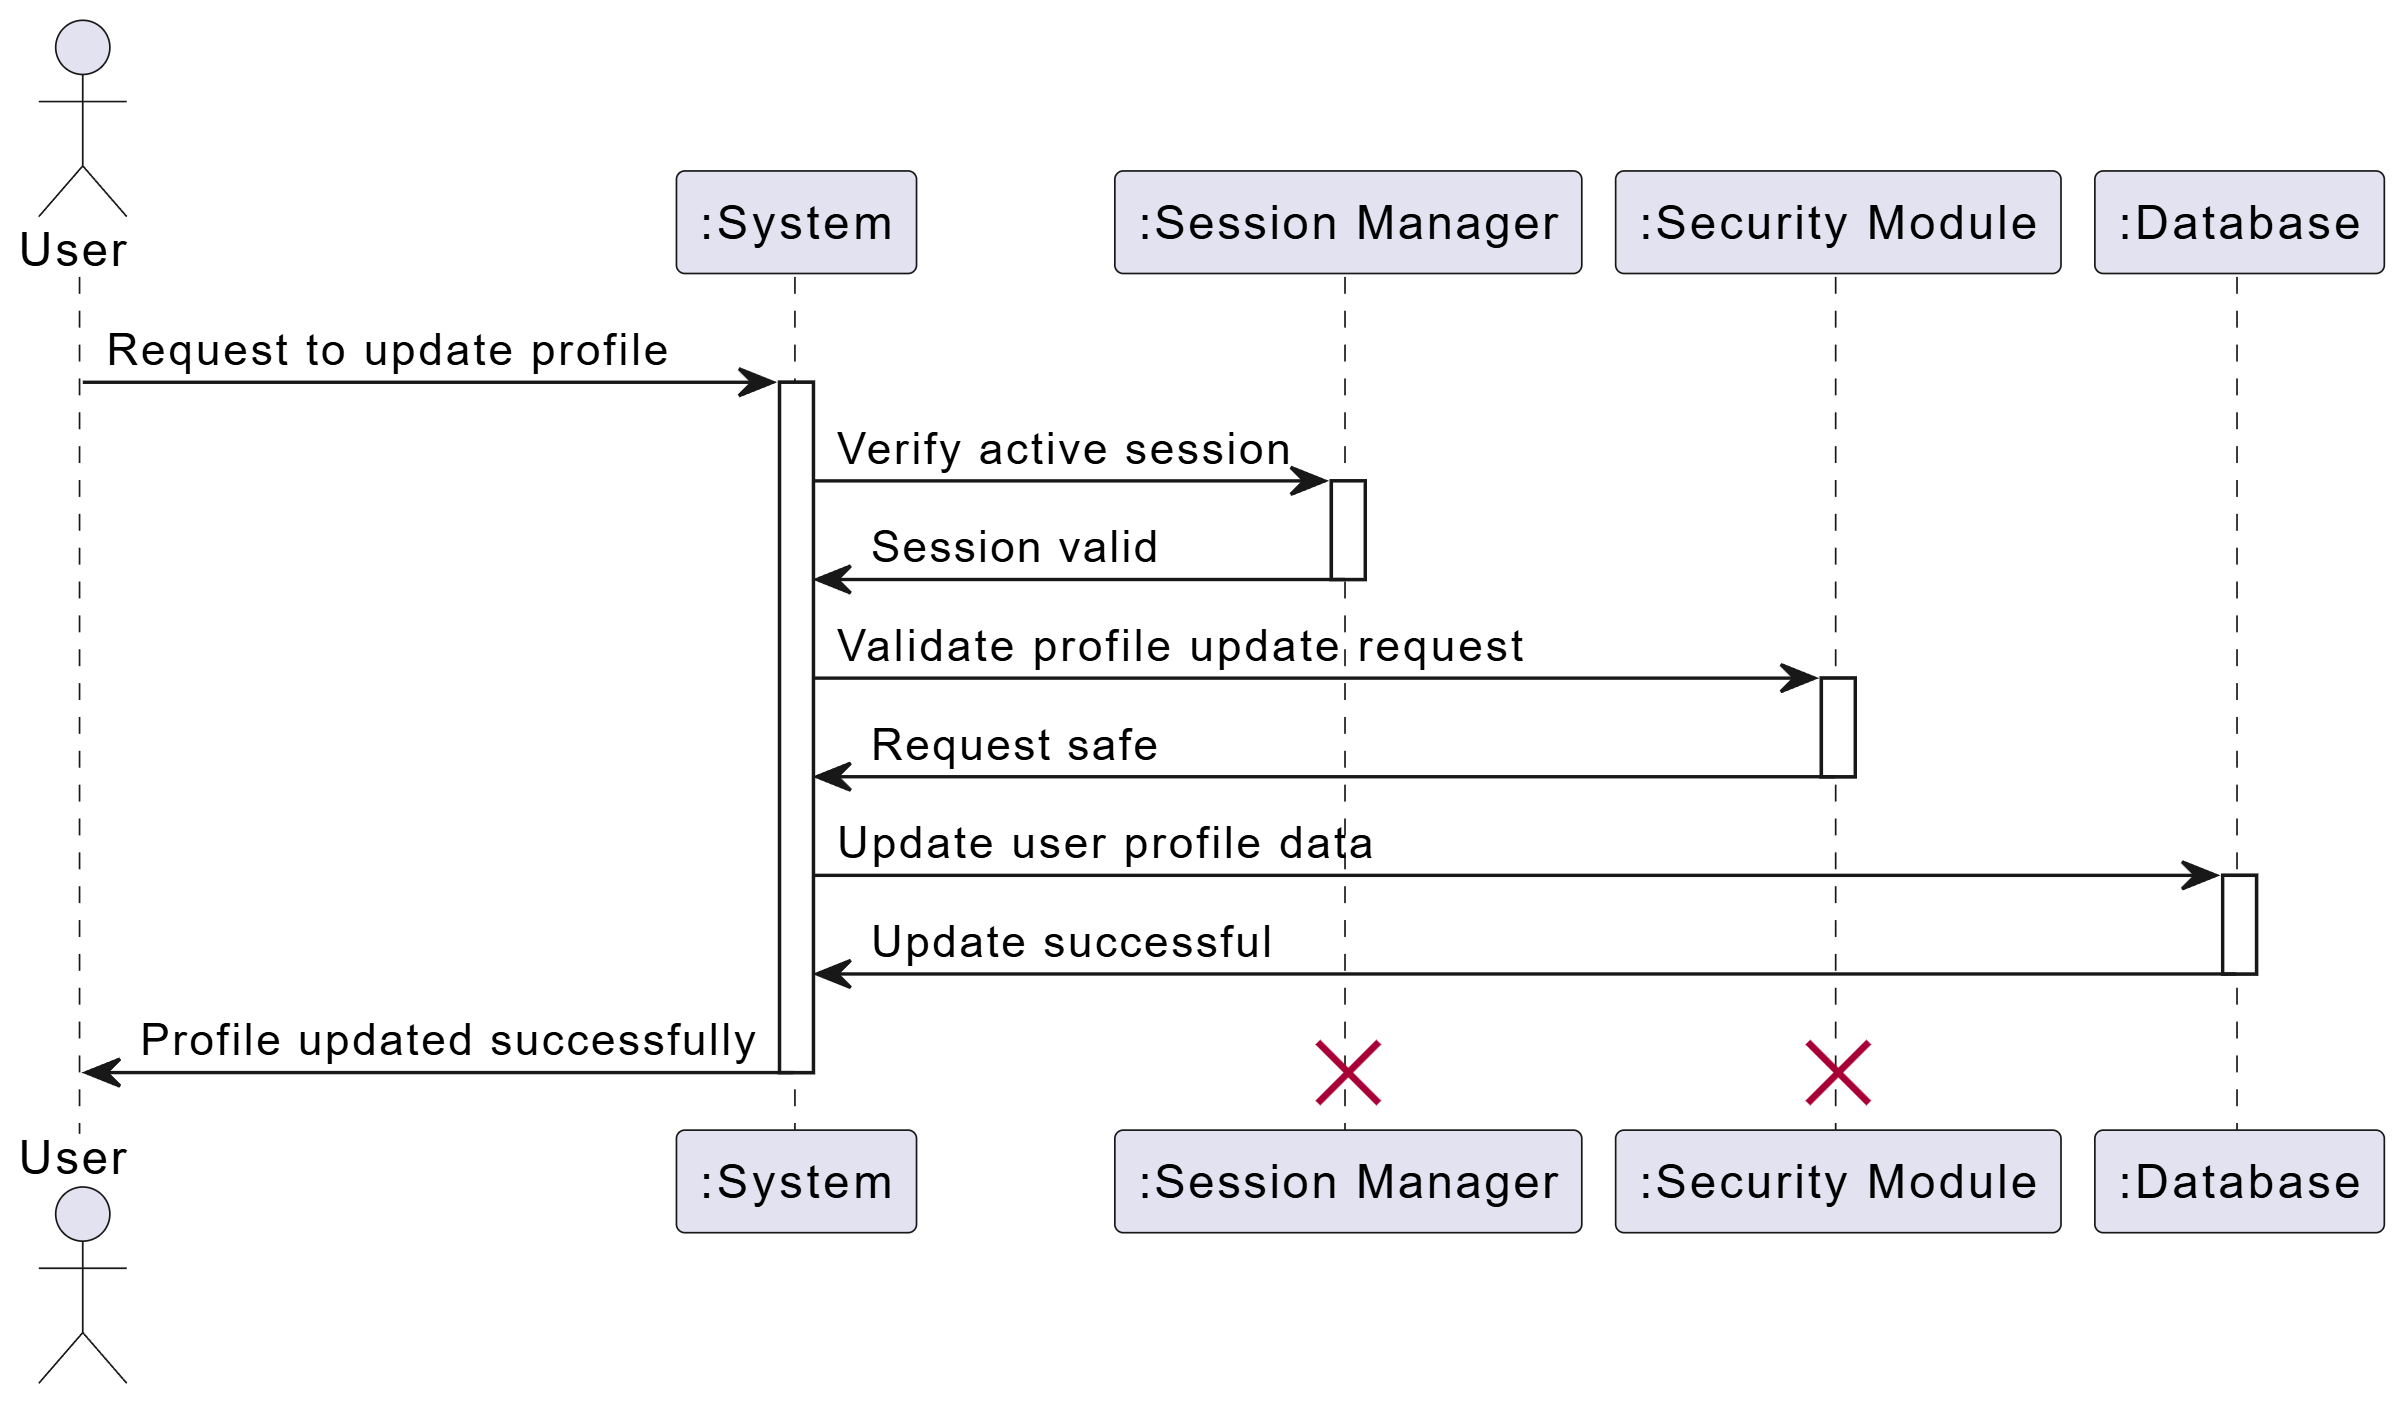 User
:System
:Session Manager
:Security Module
:Database
Request to update profile
Verify active session
Session valid
Validate profile update request
Request safe
Update user profile data
Update successful
Profile updated successfully
User
:System
:Session Manager
:Security Module
:Database